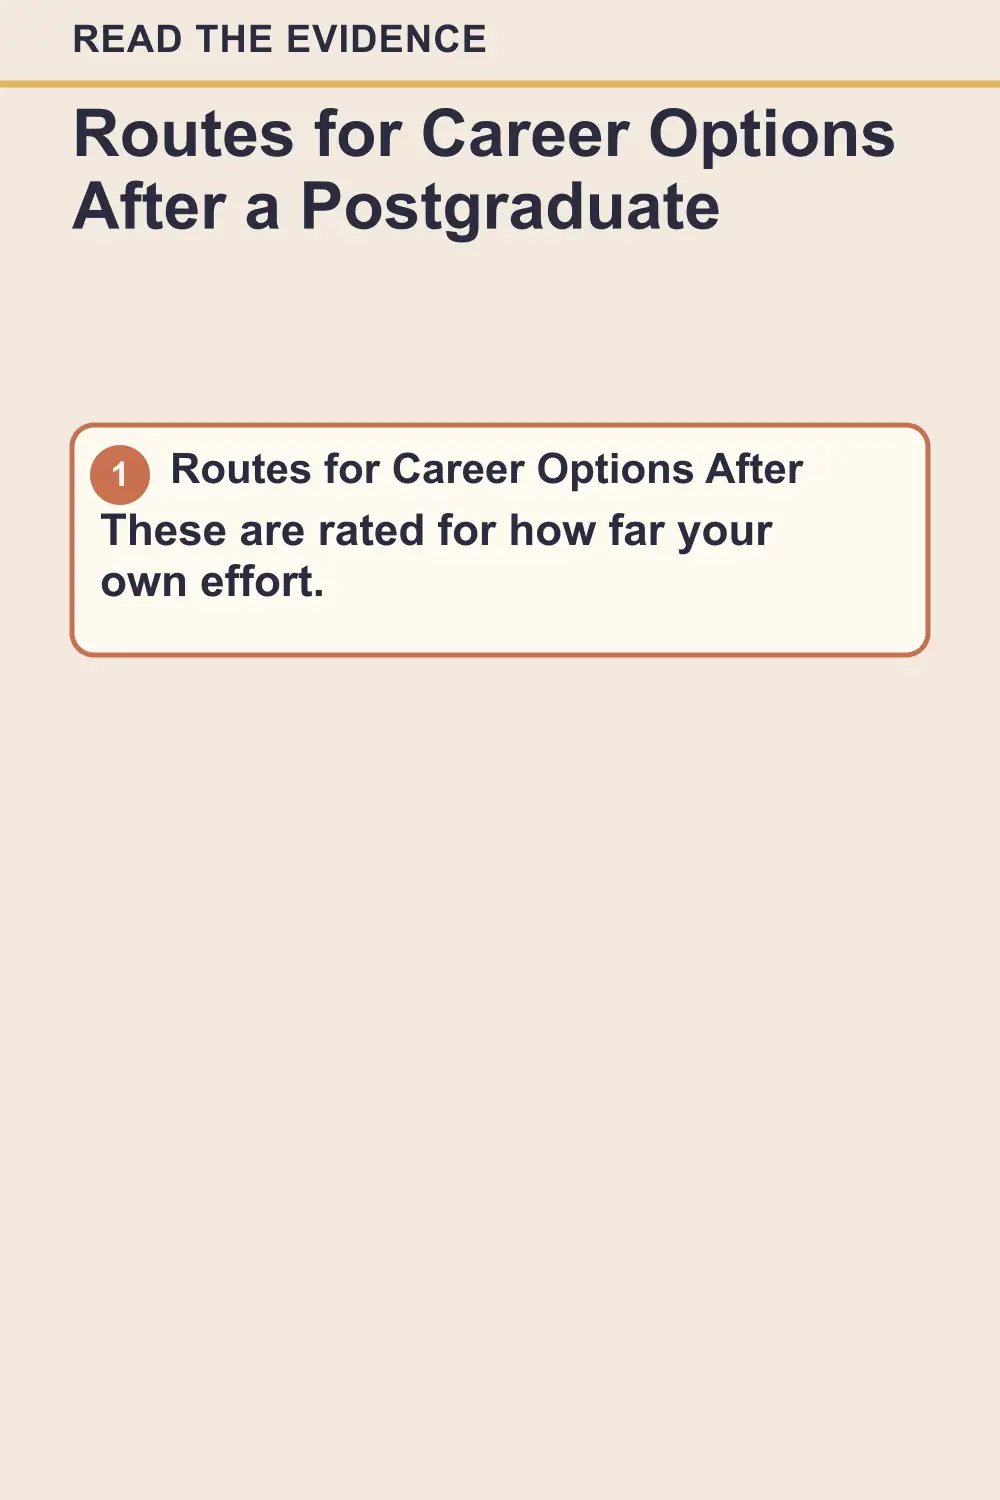 READ THE EVIDENCE
Routes for Career Options
After a Postgraduate
1 Routes for Career Options After
These are rated for how far your
own effort.